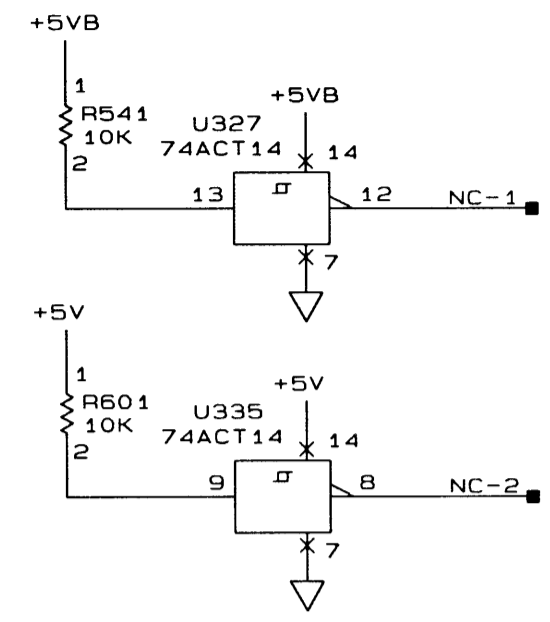 +5VB
1
R541
10K
2
+5VB
U327
74ACT14
14
13
12
NC-1
7
+5V
1
R601
10K
2
+5V
U335
74ACT14
14
9
8
NC-2
7